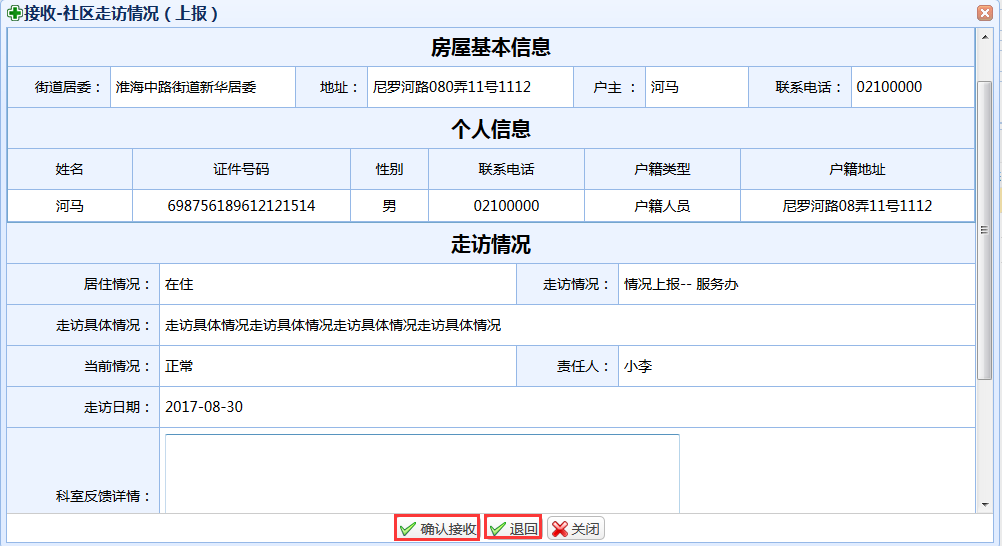 接收-社区走访情况（上报）
房屋基本信息
街道居委： 淮海中路街道新华居委 地址： 尼罗河路080弄11号1112 户主 ： 河马 联系电话： 02100000
个人信息
姓名 证件号码 性别 联系电话 户籍类型 户籍地址
河马 698756189612121514 男 02100000 户籍人员 尼罗河路08弄11号1112
走访情况
居住情况： 在住 走访情况： 情况上报-- 服务办
走访具体情况： 走访具体情况走访具体情况走访具体情况走访具体情况
当前情况： 正常 责任人： 小李
走访日期： 2017-08-30
科室反馈详情：
确认接收 退回 关闭